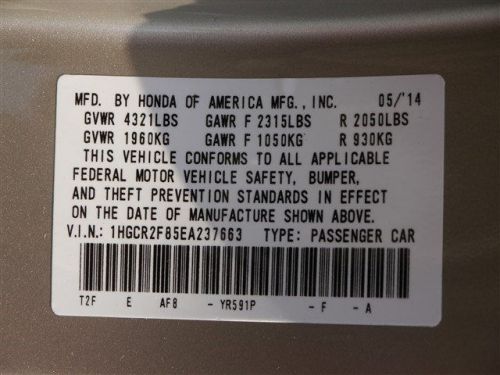 MFD. BY HONDA OF AMERICA MFG., INC. 05/'14
GVWR 4321LBS GAWR F 2315LBS R 2050LBS
GVWR 1960KG GAWR F 1050KG R 930KG
THIS VEHICLE CONFORMS TO ALL APPLICABLE
FEDERAL MOTOR VEHICLE SAFETY, BUMPER,
AND THEFT PREVENTION STANDARDS IN EFFECT
ON THE DATE OF MANUFACTURE SHOWN ABOVE.
V.I.N.: 1HGCR2F85EA237663 TYPE: PASSENGER CAR
T2F E AF8 - YR591P - F - A